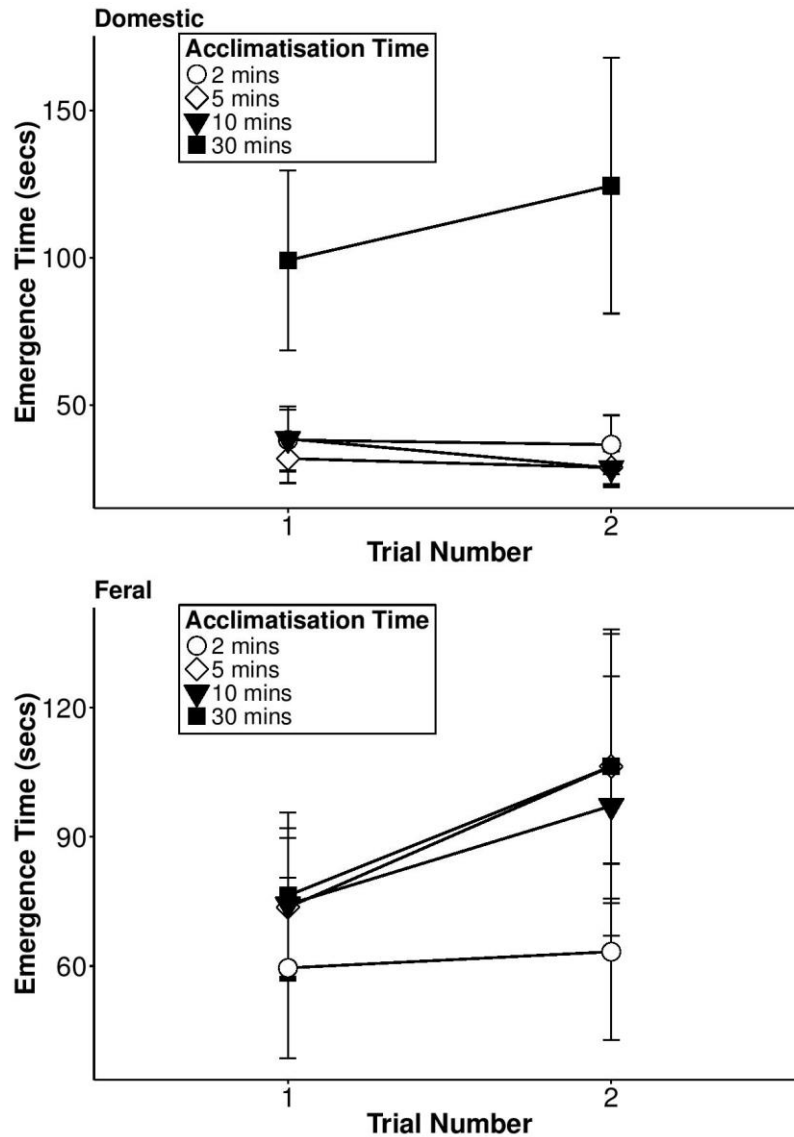 Domestic
Acclimatisation Time
2 mins
5 mins
10 mins
30 mins
Emergence Time (secs)
150
100
50
1 2
Trial Number
Feral
Acclimatisation Time
2 mins
5 mins
10 mins
30 mins
Emergence Time (secs)
120
90
60
1 2
Trial Number